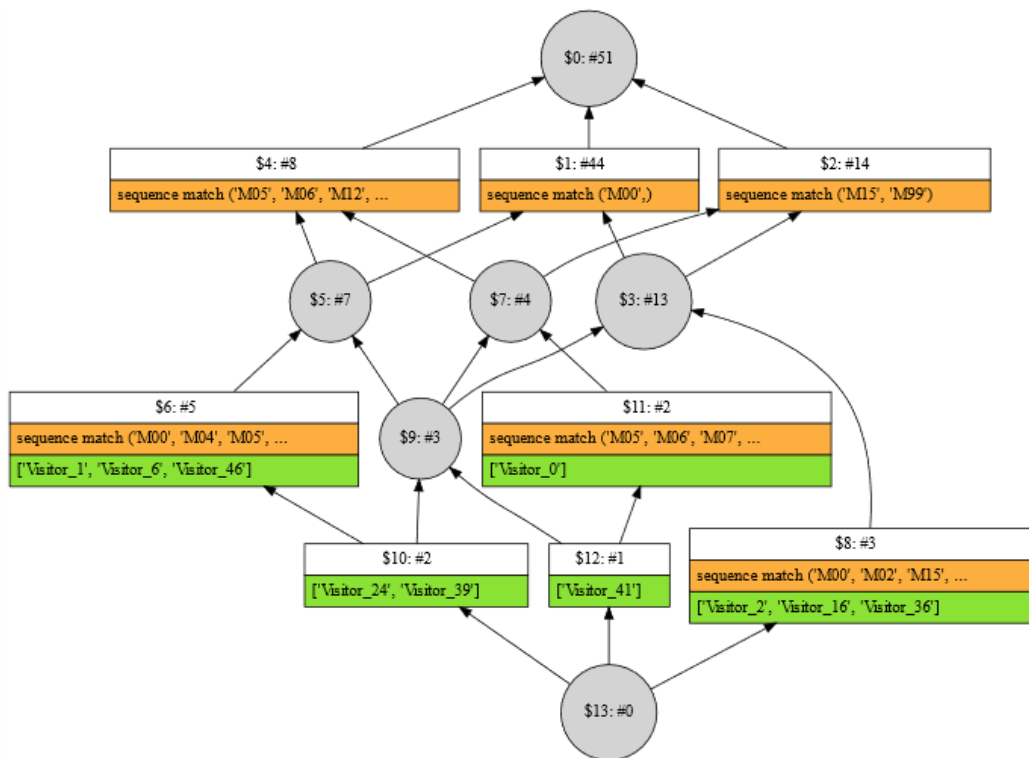 $0: #51
$4: #8
sequence match ('M05', 'M06', 'M12', ...
$1: #44
sequence match ('M00',)
$2: #14
sequence match ('M15', 'M99')
$5: #7
$7: #4
$3: #13
$6: #5
sequence match ('M00', 'M04', 'M05', ...
['Visitor_1', 'Visitor_6', 'Visitor_46']
$9: #3
$11: #2
sequence match ('M05', 'M06', 'M07', ...
['Visitor_0']
$10: #2
['Visitor_24', 'Visitor_39']
$12: #1
['Visitor_41']
$8: #3
sequence match ('M00', 'M02', 'M15', ...
['Visitor_2', 'Visitor_16', 'Visitor_36']
$13: #0